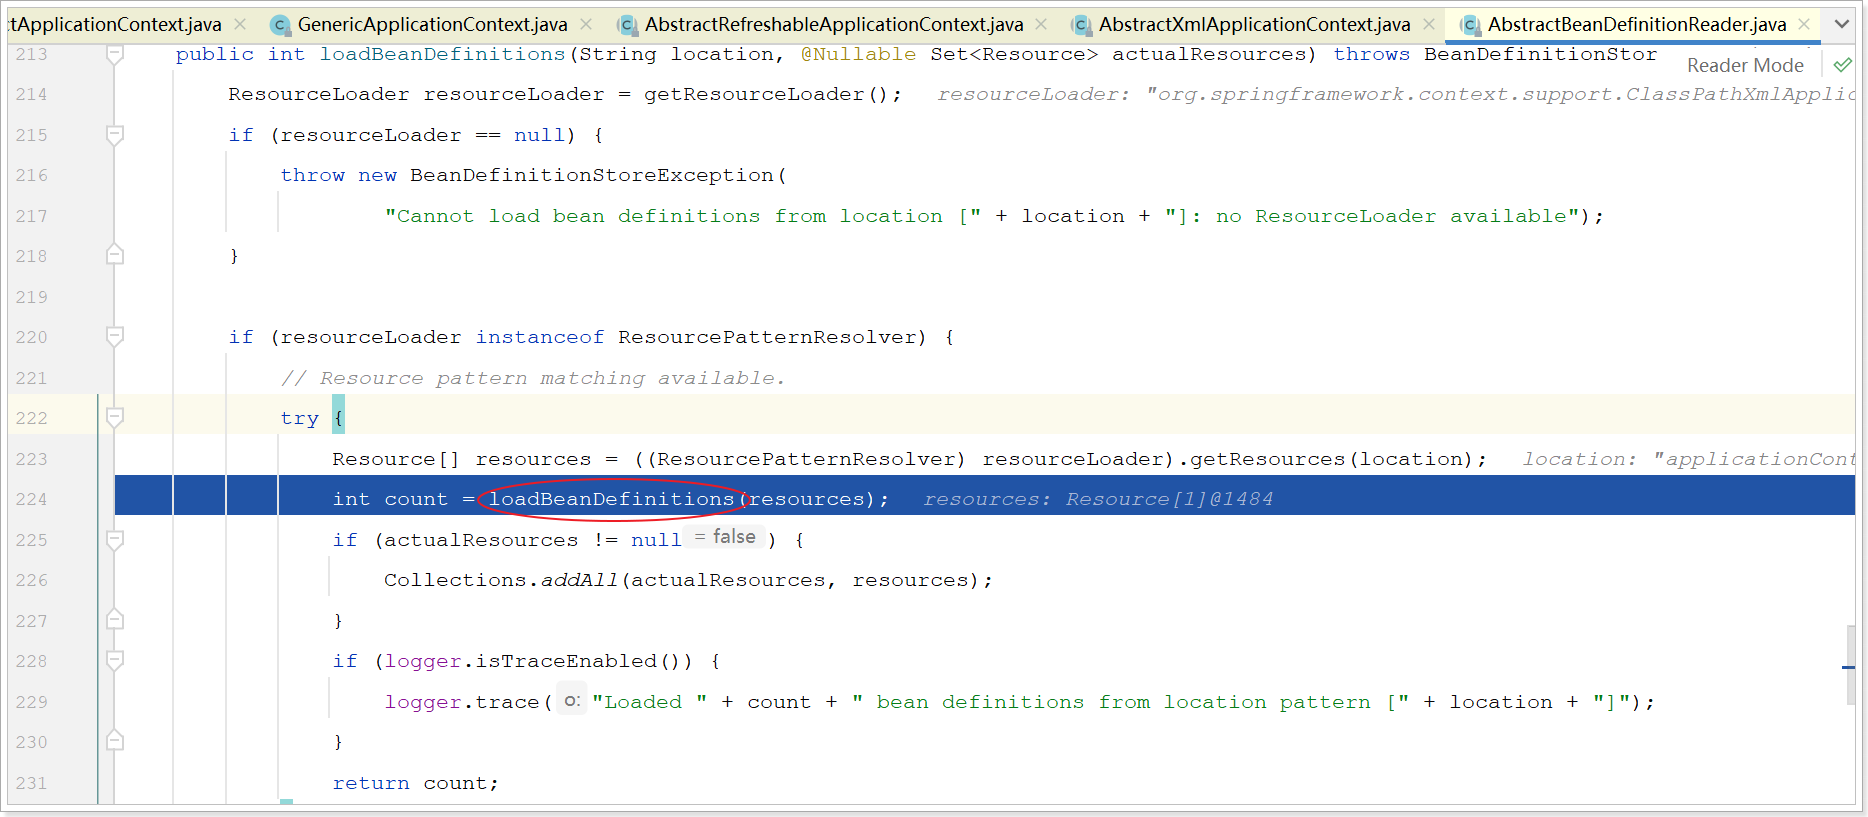 ctApplicationContext.java GenericApplicationContext.java AbstractRefreshableApplicationContext.java AbstractXmlApplicationContext.java AbstractBeanDefinitionReader.java
213 public int loadBeanDefinitions(String location, @Nullable Set<Resource> actualResources) throws BeanDefinitionStor
Reader Mode
214 ResourceLoader resourceLoader = getResourceLoader(); resourceLoader: "org.springframework.context.support.ClassPathXmlApplic
215 if (resourceLoader == null) {
216 throw new BeanDefinitionStoreException(
217 "Cannot load bean definitions from location [" + location + "]: no ResourceLoader available");
218 }
219
220 if (resourceLoader instanceof ResourcePatternResolver) {
221 // Resource pattern matching available.
222 try {
223 Resource[] resources = ((ResourcePatternResolver) resourceLoader).getResources(location); location: "applicationCont
224 int count = loadBeanDefinitions(resources); resources: Resource[1]@1484
225 if (actualResources != null = false ) {
226 Collections.addAll(actualResources, resources);
227 }
228 if (logger.isTraceEnabled()) {
229 logger.trace( o: "Loaded " + count + " bean definitions from location pattern [" + location + "]");
230 }
231 return count;